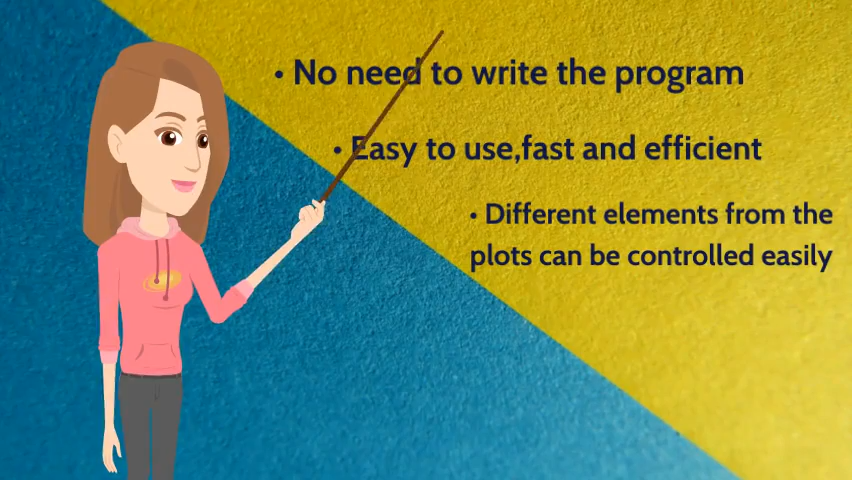 • No need to write the program
• Easy to use,fast and efficient
• Different elements from the
plots can be controlled easily